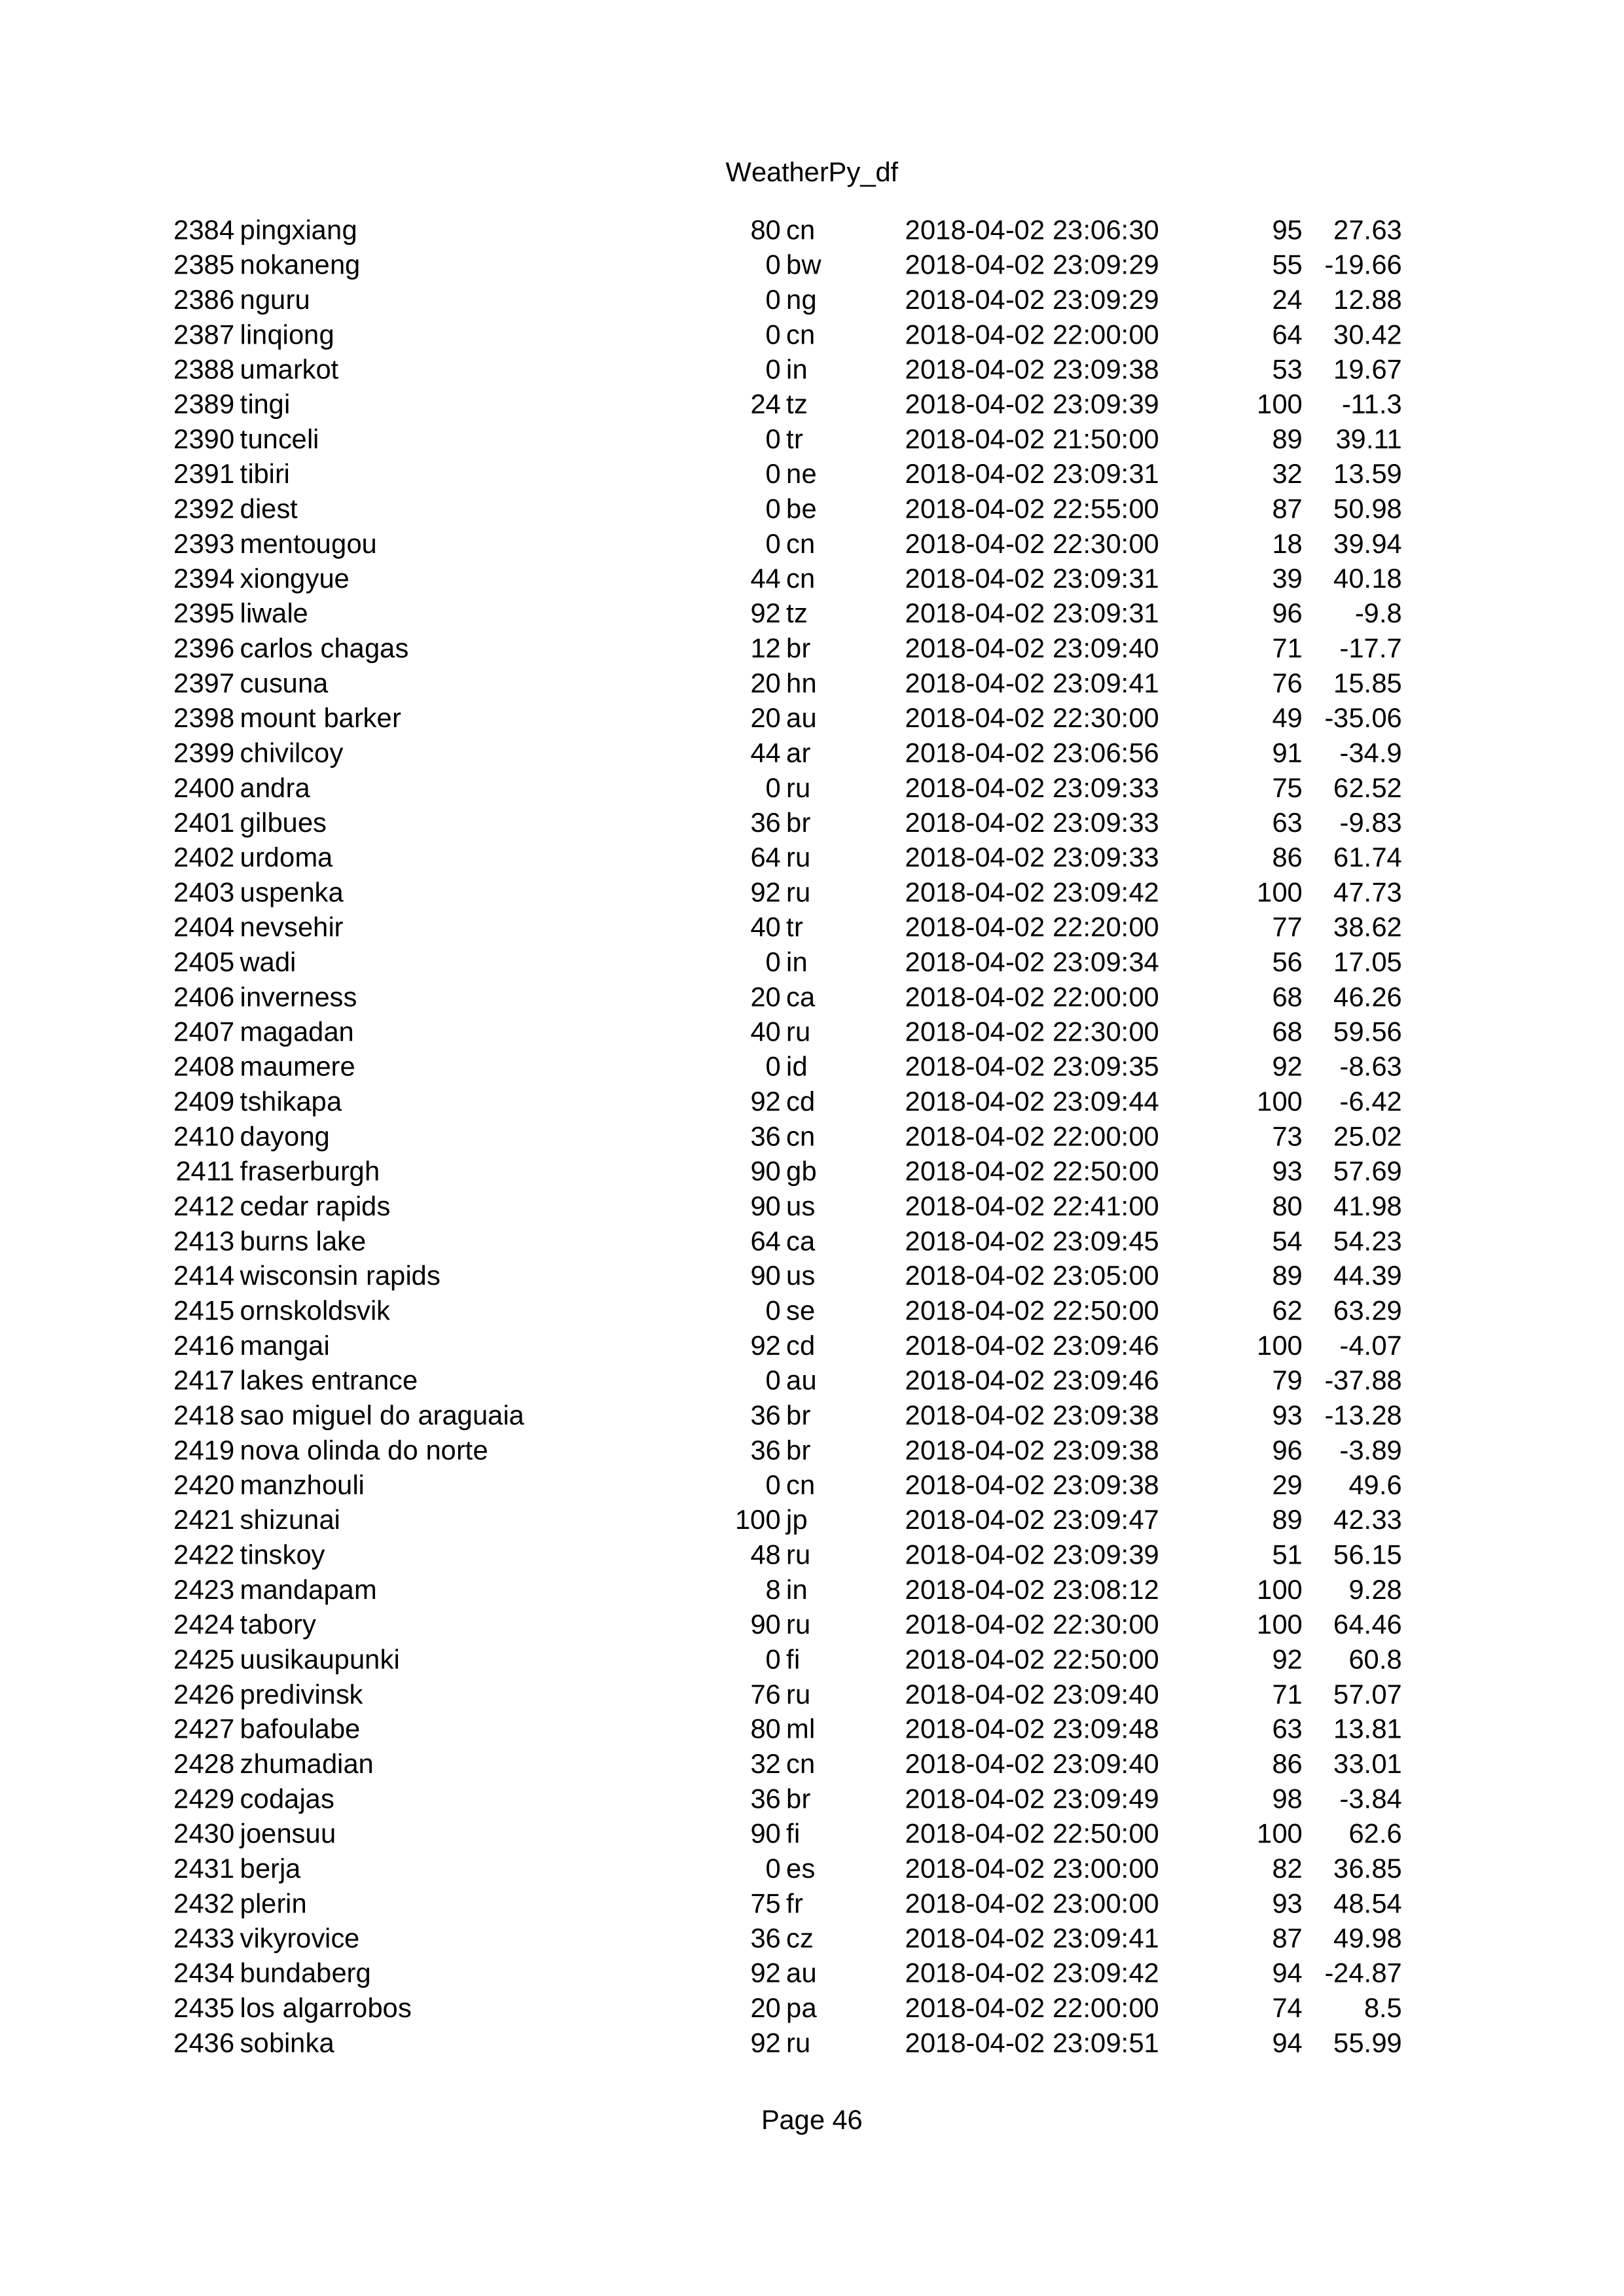 WeatherPy_df
2384 pingxiang 80 cn 2018-04-02 23:06:30 95 27.63
2385 nokaneng 0 bw 2018-04-02 23:09:29 55 -19.66
2386 nguru 0 ng 2018-04-02 23:09:29 24 12.88
2387 linqiong 0 cn 2018-04-02 22:00:00 64 30.42
2388 umarkot 0 in 2018-04-02 23:09:38 53 19.67
2389 tingi 24 tz 2018-04-02 23:09:39 100 -11.3
2390 tunceli 0 tr 2018-04-02 21:50:00 89 39.11
2391 tibiri 0 ne 2018-04-02 23:09:31 32 13.59
2392 diest 0 be 2018-04-02 22:55:00 87 50.98
2393 mentougou 0 cn 2018-04-02 22:30:00 18 39.94
2394 xiongyue 44 cn 2018-04-02 23:09:31 39 40.18
2395 liwale 92 tz 2018-04-02 23:09:31 96 -9.8
2396 carlos chagas 12 br 2018-04-02 23:09:40 71 -17.7
2397 cusuna 20 hn 2018-04-02 23:09:41 76 15.85
2398 mount barker 20 au 2018-04-02 22:30:00 49 -35.06
2399 chivilcoy 44 ar 2018-04-02 23:06:56 91 -34.9
2400 andra 0 ru 2018-04-02 23:09:33 75 62.52
2401 gilbues 36 br 2018-04-02 23:09:33 63 -9.83
2402 urdoma 64 ru 2018-04-02 23:09:33 86 61.74
2403 uspenka 92 ru 2018-04-02 23:09:42 100 47.73
2404 nevsehir 40 tr 2018-04-02 22:20:00 77 38.62
2405 wadi 0 in 2018-04-02 23:09:34 56 17.05
2406 inverness 20 ca 2018-04-02 22:00:00 68 46.26
2407 magadan 40 ru 2018-04-02 22:30:00 68 59.56
2408 maumere 0 id 2018-04-02 23:09:35 92 -8.63
2409 tshikapa 92 cd 2018-04-02 23:09:44 100 -6.42
2410 dayong 36 cn 2018-04-02 22:00:00 73 25.02
2411 fraserburgh 90 gb 2018-04-02 22:50:00 93 57.69
2412 cedar rapids 90 us 2018-04-02 22:41:00 80 41.98
2413 burns lake 64 ca 2018-04-02 23:09:45 54 54.23
2414 wisconsin rapids 90 us 2018-04-02 23:05:00 89 44.39
2415 ornskoldsvik 0 se 2018-04-02 22:50:00 62 63.29
2416 mangai 92 cd 2018-04-02 23:09:46 100 -4.07
2417 lakes entrance 0 au 2018-04-02 23:09:46 79 -37.88
2418 sao miguel do araguaia 36 br 2018-04-02 23:09:38 93 -13.28
2419 nova olinda do norte 36 br 2018-04-02 23:09:38 96 -3.89
2420 manzhouli 0 cn 2018-04-02 23:09:38 29 49.6
2421 shizunai 100 jp 2018-04-02 23:09:47 89 42.33
2422 tinskoy 48 ru 2018-04-02 23:09:39 51 56.15
2423 mandapam 8 in 2018-04-02 23:08:12 100 9.28
2424 tabory 90 ru 2018-04-02 22:30:00 100 64.46
2425 uusikaupunki 0 fi 2018-04-02 22:50:00 92 60.8
2426 predivinsk 76 ru 2018-04-02 23:09:40 71 57.07
2427 bafoulabe 80 ml 2018-04-02 23:09:48 63 13.81
2428 zhumadian 32 cn 2018-04-02 23:09:40 86 33.01
2429 codajas 36 br 2018-04-02 23:09:49 98 -3.84
2430 joensuu 90 fi 2018-04-02 22:50:00 100 62.6
2431 berja 0 es 2018-04-02 23:00:00 82 36.85
2432 plerin 75 fr 2018-04-02 23:00:00 93 48.54
2433 vikyrovice 36 cz 2018-04-02 23:09:41 87 49.98
2434 bundaberg 92 au 2018-04-02 23:09:42 94 -24.87
2435 los algarrobos 20 pa 2018-04-02 22:00:00 74 8.5
2436 sobinka 92 ru 2018-04-02 23:09:51 94 55.99
Page 46